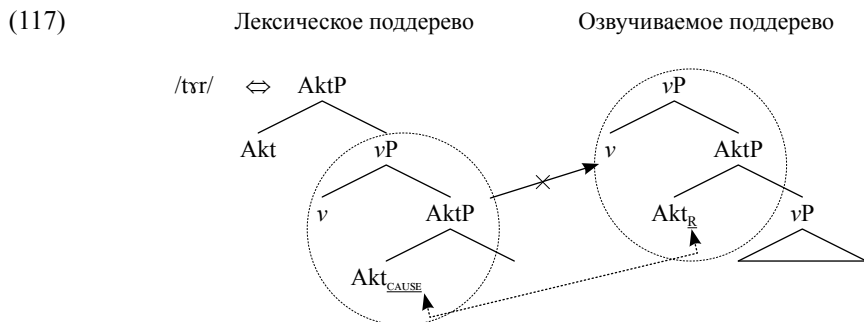 (117) Лексическое поддерево Озвучиваемое поддерево
/tɤr/ ⇔ AktP vP
Akt vP v AktP
v AktP Akt_R vP
Akt_CAUSE